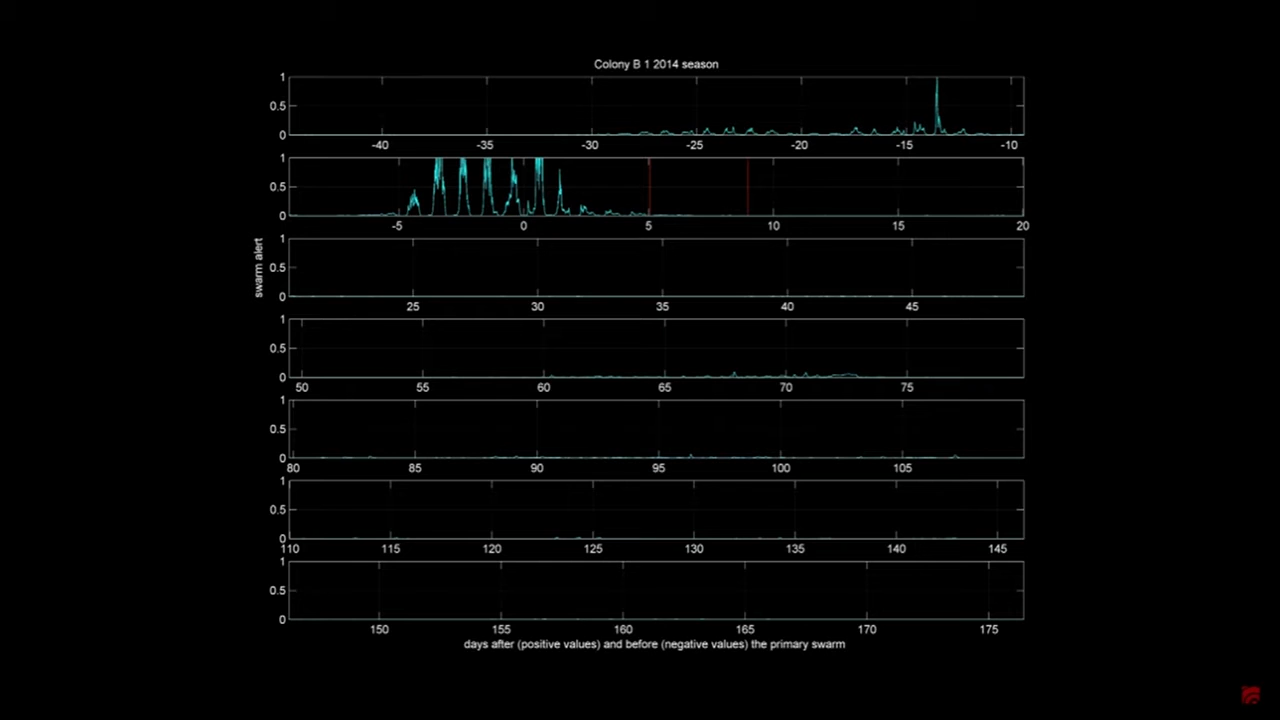 Colony B 1 2014 season
1
0.5
0
-40 -35 -30 -25 -20 -15 -10
1
0.5
0
-5 0 5 10 15 20
swarm alert
1
0.5
0
25 30 35 40 45
1
0.5
0
50 55 60 65 70 75
1
0.5
0
80 85 90 95 100 105
1
0.5
0
110 115 120 125 130 135 140 145
1
0.5
0
150 155 160 165 170 175
days after (positive values) and before (negative values) the primary swarm